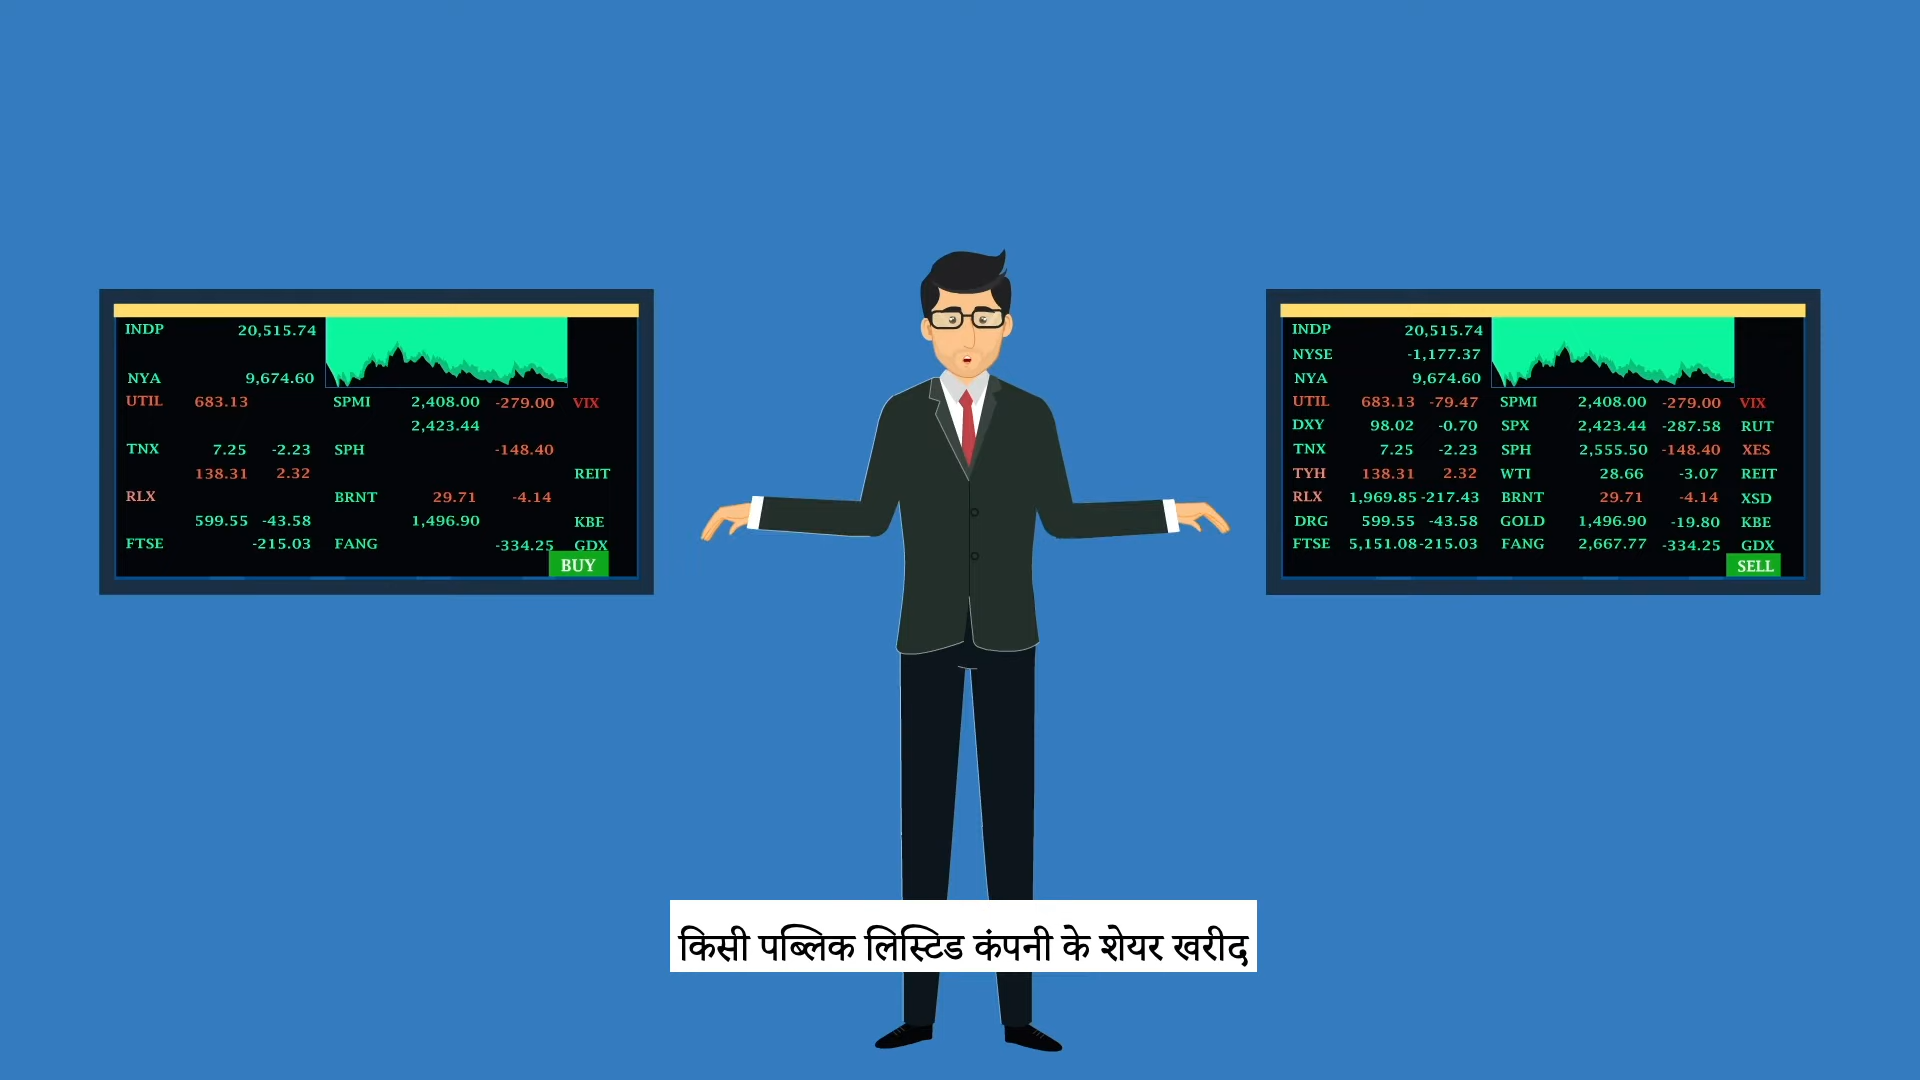 INDP 20,515.74
NYA 9,674.60
UTIL 683.13 SPMI 2,408.00 -279.00 VIX
2,423.44
TNX 7.25 -2.23 SPH -148.40
138.31 2.32 REIT
RLX BRNT 29.71 -4.14
599.55 -43.58 1,496.90 KBE
FTSE -215.03 FANG -334.25 GDX
BUY
INDP 20,515.74
NYSE -1,177.37
NYA 9,674.60
UTIL 683.13 -79.47 SPMI 2,408.00 -279.00 VIX
DXY 98.02 -0.70 SPX 2,423.44 -287.58 RUT
TNX 7.25 -2.23 SPH 2,555.50 -148.40 XES
TYH 138.31 2.32 WTI 28.66 -3.07 REIT
RLX 1,969.85 -217.43 BRNT 29.71 -4.14 XSD
DRG 599.55 -43.58 GOLD 1,496.90 -19.80 KBE
FTSE 5,151.08 -215.03 FANG 2,667.77 -334.25 GDX
SELL
किसी पब्लिक लिस्टिड कंपनी के शेयर खरीद